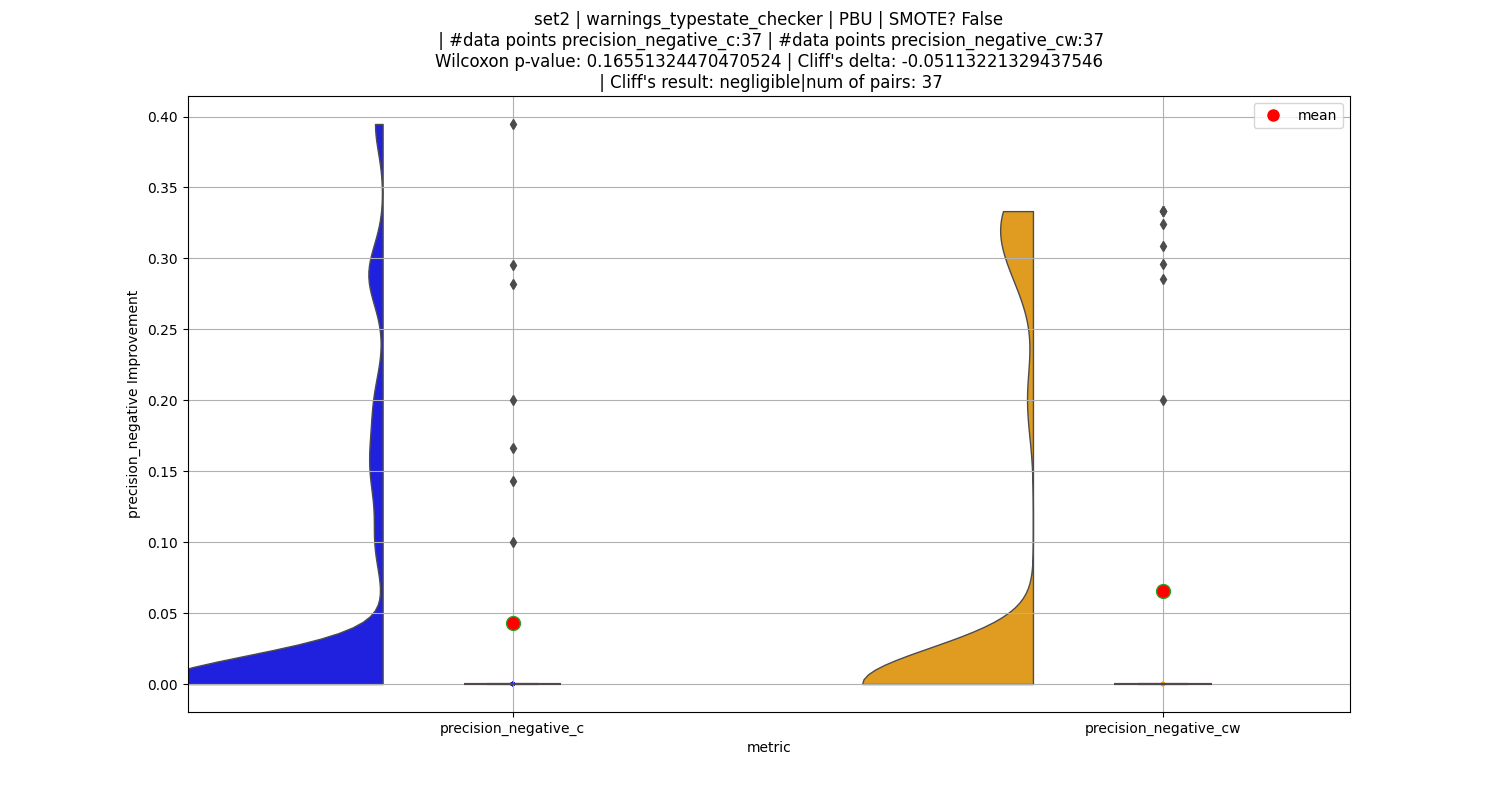 set2 | warnings_typestate_checker | PBU | SMOTE? False
| #data points precision_negative_c:37 | #data points precision_negative_cw:37
Wilcoxon p-value: 0.16551324470470524 | Cliff's delta: -0.05113221329437546
| Cliff's result: negligible|num of pairs: 37
mean
0.40
0.35
0.30
0.25
0.20
0.15
0.10
0.05
0.00
precision_negative Improvement
precision_negative_c
precision_negative_cw
metric